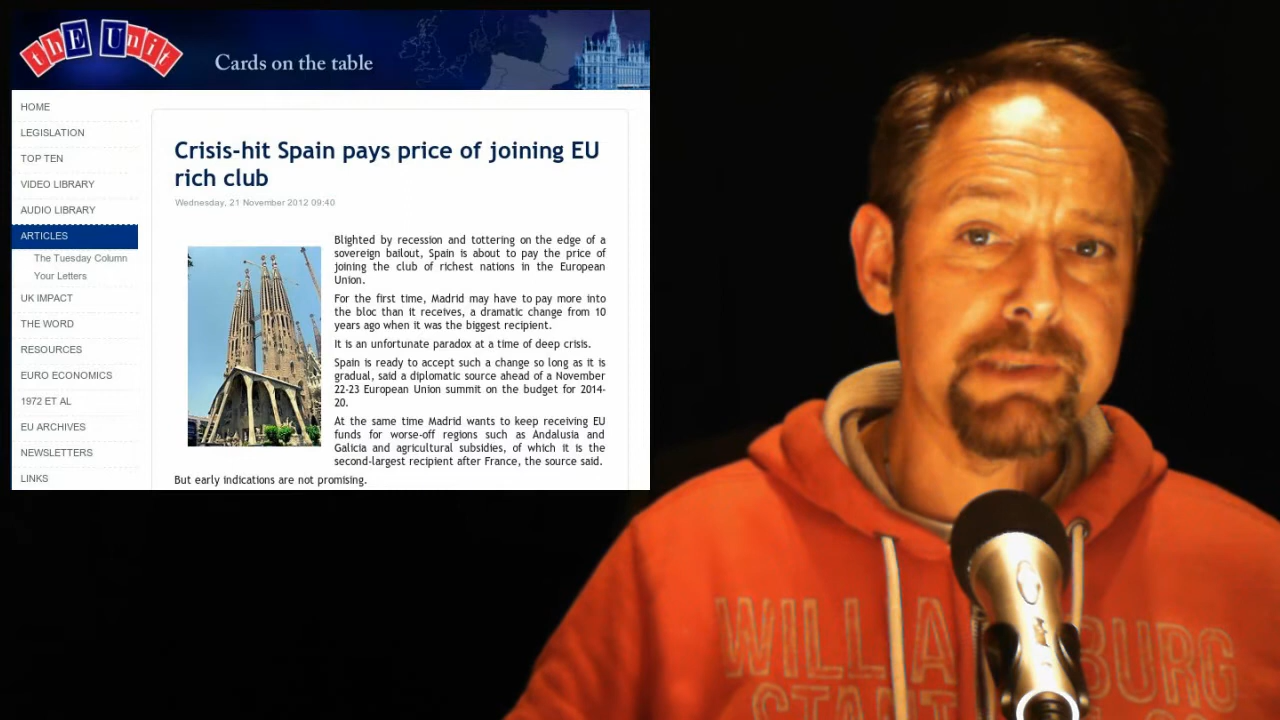 thE Unit
Cards on the table
HOME
LEGISLATION
TOP TEN
VIDEO LIBRARY
AUDIO LIBRARY
ARTICLES
The Tuesday Column
Your Letters
UK IMPACT
THE WORD
RESOURCES
EURO ECONOMICS
1972 ET AL
EU ARCHIVES
NEWSLETTERS
LINKS
Crisis-hit Spain pays price of joining EU
rich club
Wednesday, 21 November 2012 09:40
Blighted by recession and tottering on the edge of a
sovereign bailout, Spain is about to pay the price of
joining the club of richest nations in the European
Union.
For the first time, Madrid may have to pay more into
the bloc than it receives, a dramatic change from 10
years ago when it was the biggest recipient.
It is an unfortunate paradox at a time of deep crisis.
Spain is ready to accept such a change so long as it is
gradual, said a diplomatic source ahead of a November
22-23 European Union summit on the budget for 2014-
20.
At the same time Madrid wants to keep receiving EU
funds for worse-off regions such as Andalusia and
Galicia and agricultural subsidies, of which it is the
second-largest recipient after France, the source said.
But early indications are not promising.
WILLIA BURG